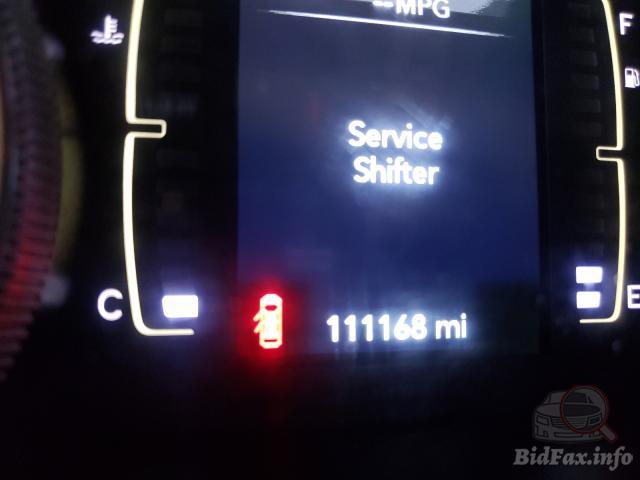 --MPG
F
Service
Shifter
C
E
111168 mi
BidFax.info